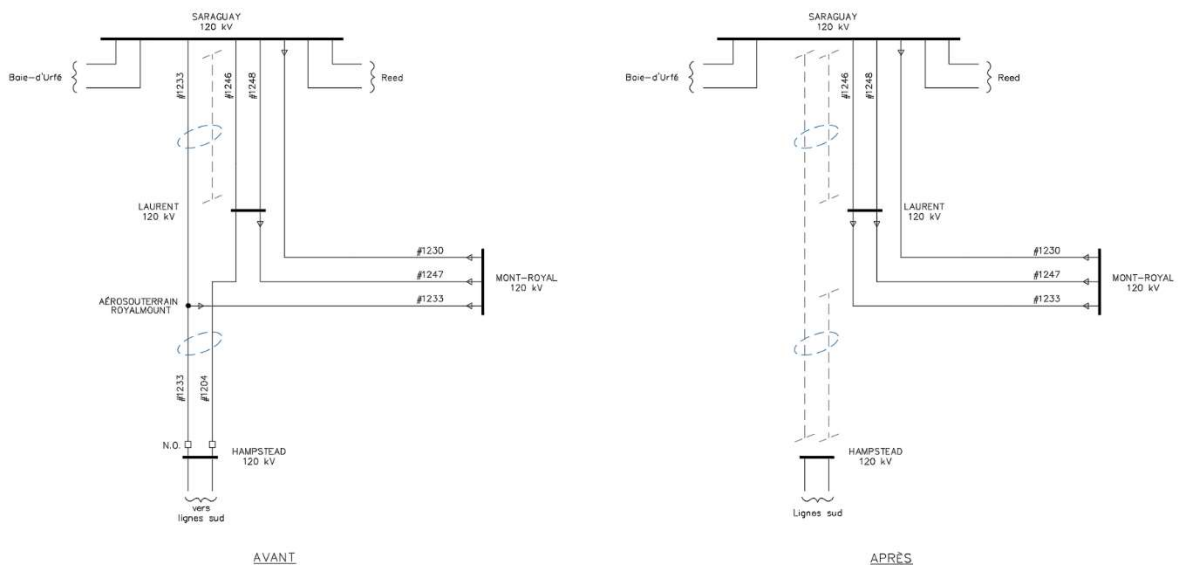 SARAGUAY
120 kV
Baie-d'Urfé
Reed
#1233
#1246
#1248
LAURENT
120 kV
#1230
#1247
#1233
MONT-ROYAL
120 kV
AÉROSOUTERRAIN
ROYALMOUNT
#1233
#1204
N.O.
HAMPSTEAD
120 kV
vers
lignes sud
AVANT
SARAGUAY
120 kV
Baie-d'Urfé
Reed
#1246
#1248
LAURENT
120 kV
#1230
#1247
#1233
MONT-ROYAL
120 kV
HAMPSTEAD
120 kV
Lignes sud
APRÈS